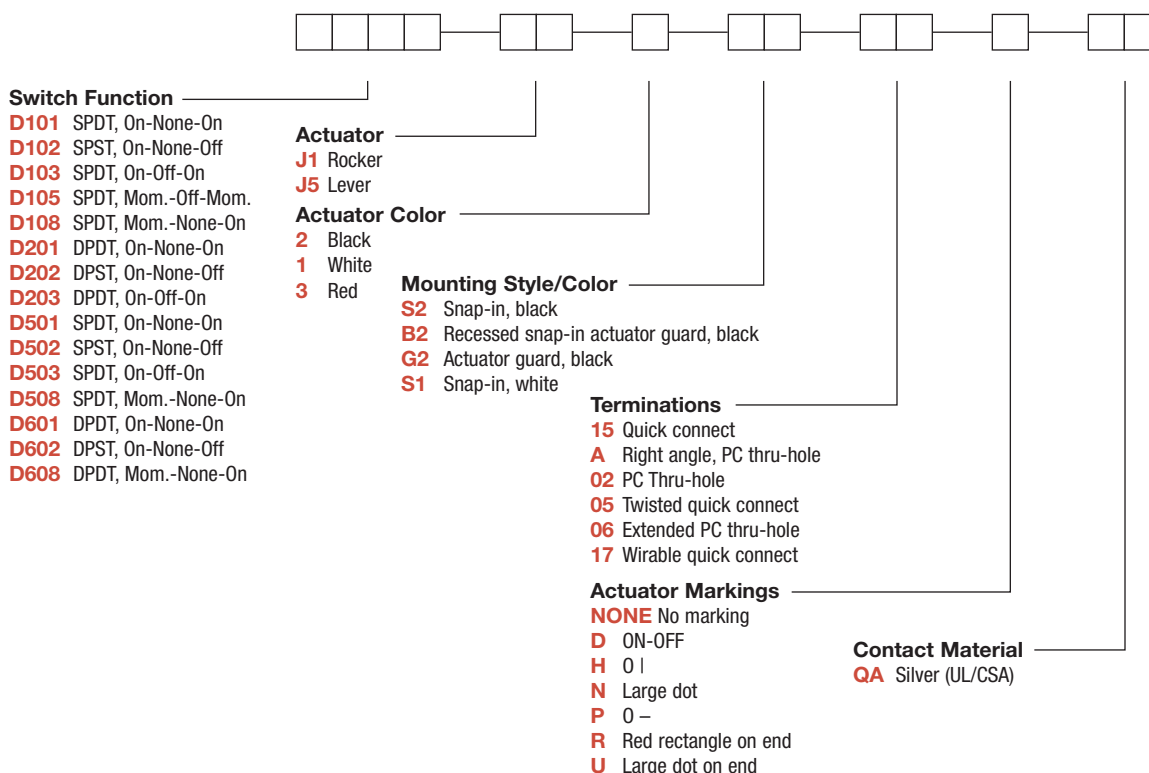 Switch Function
D101 SPDT, On-None-On
D102 SPST, On-None-Off
D103 SPDT, On-Off-On
D105 SPDT, Mom.-Off-Mom.
D108 SPDT, Mom.-None-On
D201 DPDT, On-None-On
D202 DPST, On-None-Off
D203 DPDT, On-Off-On
D501 SPDT, On-None-On
D502 SPST, On-None-Off
D503 SPDT, On-Off-On
D508 SPDT, Mom.-None-On
D601 DPDT, On-None-On
D602 DPST, On-None-Off
D608 DPDT, Mom.-None-On
Actuator
J1 Rocker
J5 Lever
Actuator Color
2 Black
1 White
3 Red
Mounting Style/Color
S2 Snap-in, black
B2 Recessed snap-in actuator guard, black
G2 Actuator guard, black
S1 Snap-in, white
Terminations
15 Quick connect
A Right angle, PC thru-hole
02 PC Thru-hole
05 Twisted quick connect
06 Extended PC thru-hole
17 Wirable quick connect
Actuator Markings
NONE No marking
D ON-OFF
H 0 |
N Large dot
P 0 –
R Red rectangle on end
U Large dot on end
Contact Material
QA Silver (UL/CSA)